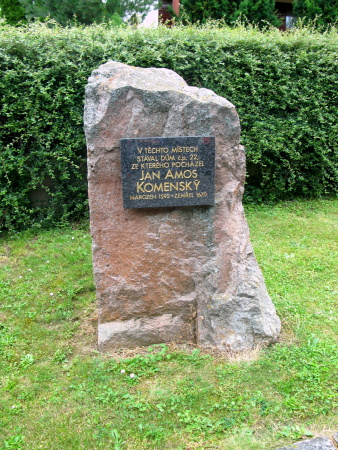 V TĚCHTO MÍSTECH
STÁVAL DŮM č.p. 22,
ZE KTERÉHO POCHÁZEL
JAN AMOS
KOMENSKÝ
NAROZEN 1592 • ZEMŘEL 1670